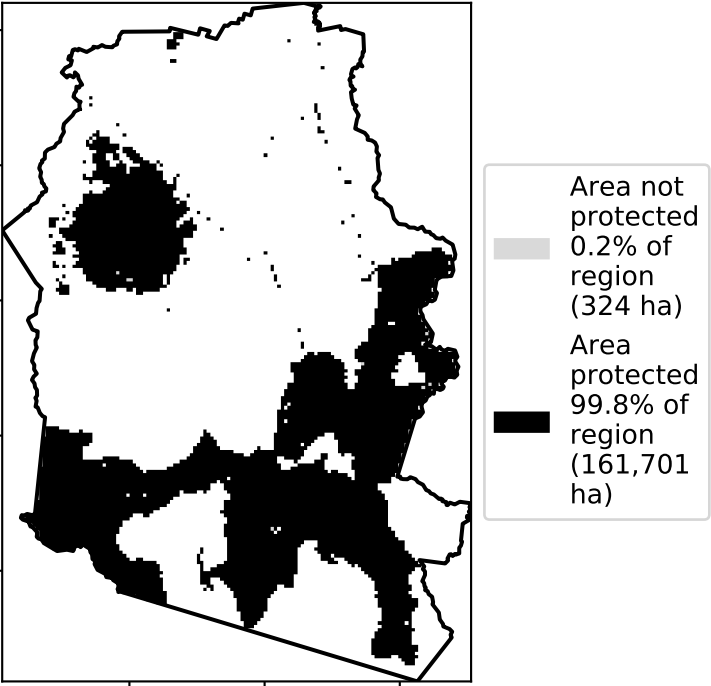 Area not
protected
0.2% of
region
(324 ha)
Area
protected
99.8% of
region
(161,701
ha)